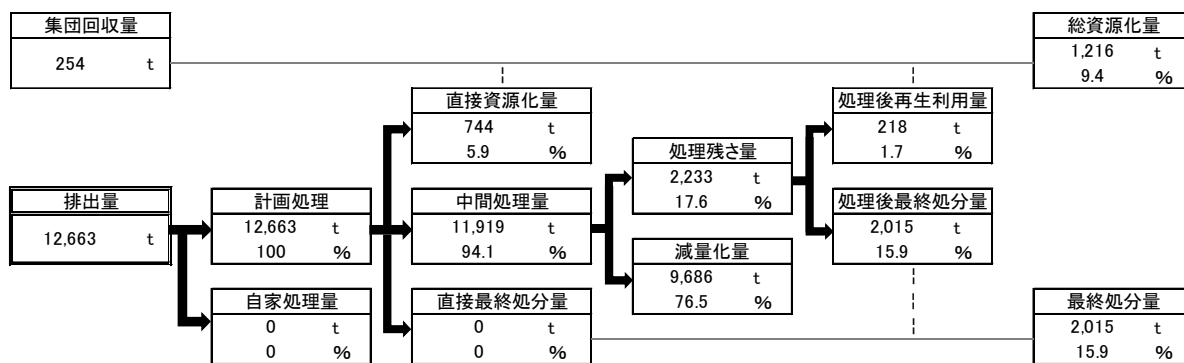 集団回収量
254 t
総資源化量
1,216 t
9.4 %
直接資源化量
744 t
5.9 %
処理後再生利用量
218 t
1.7 %
処理残さ量
2,233 t
17.6 %
排出量
12,663 t
計画処理
12,663 t
100 %
中間処理量
11,919 t
94.1 %
処理後最終処分量
2,015 t
15.9 %
減量化量
9,686 t
76.5 %
自家処理量
0 t
0 %
直接最終処分量
0 t
0 %
最終処分量
2,015 t
15.9 %